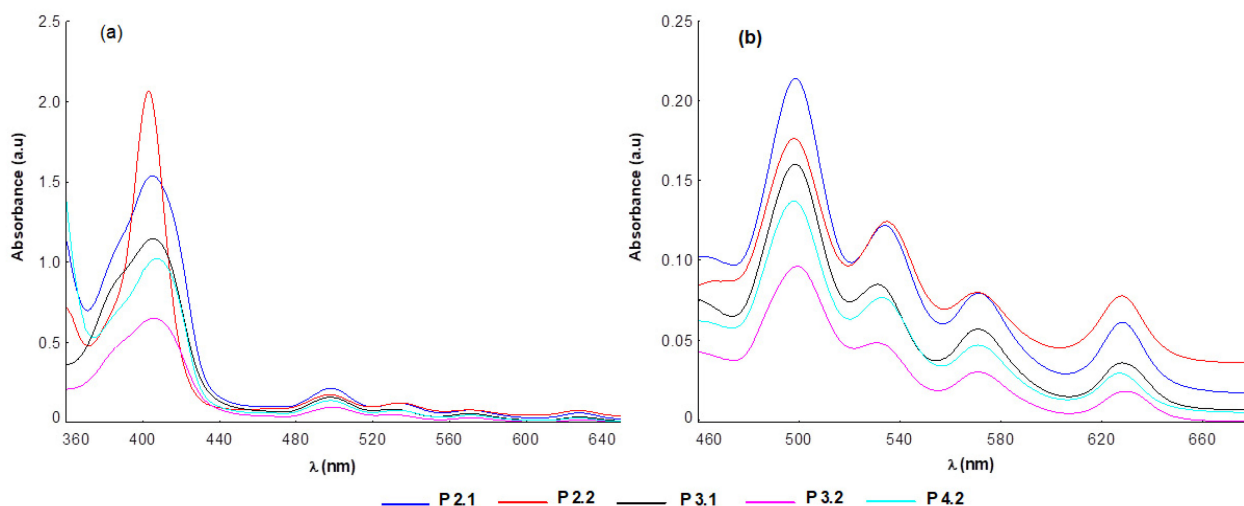 (a)
2.5
2.0
1.5
1.0
0.5
0
Absorbance (a.u)
360 400 440 480 520 560 600 640
λ (nm)
(b)
0.25
0.20
0.15
0.10
0.05
0
Absorbance (a.u)
460 500 540 580 620 660
λ (nm)
P 2.1 P 2.2 P 3.1 P 3.2 P 4.2